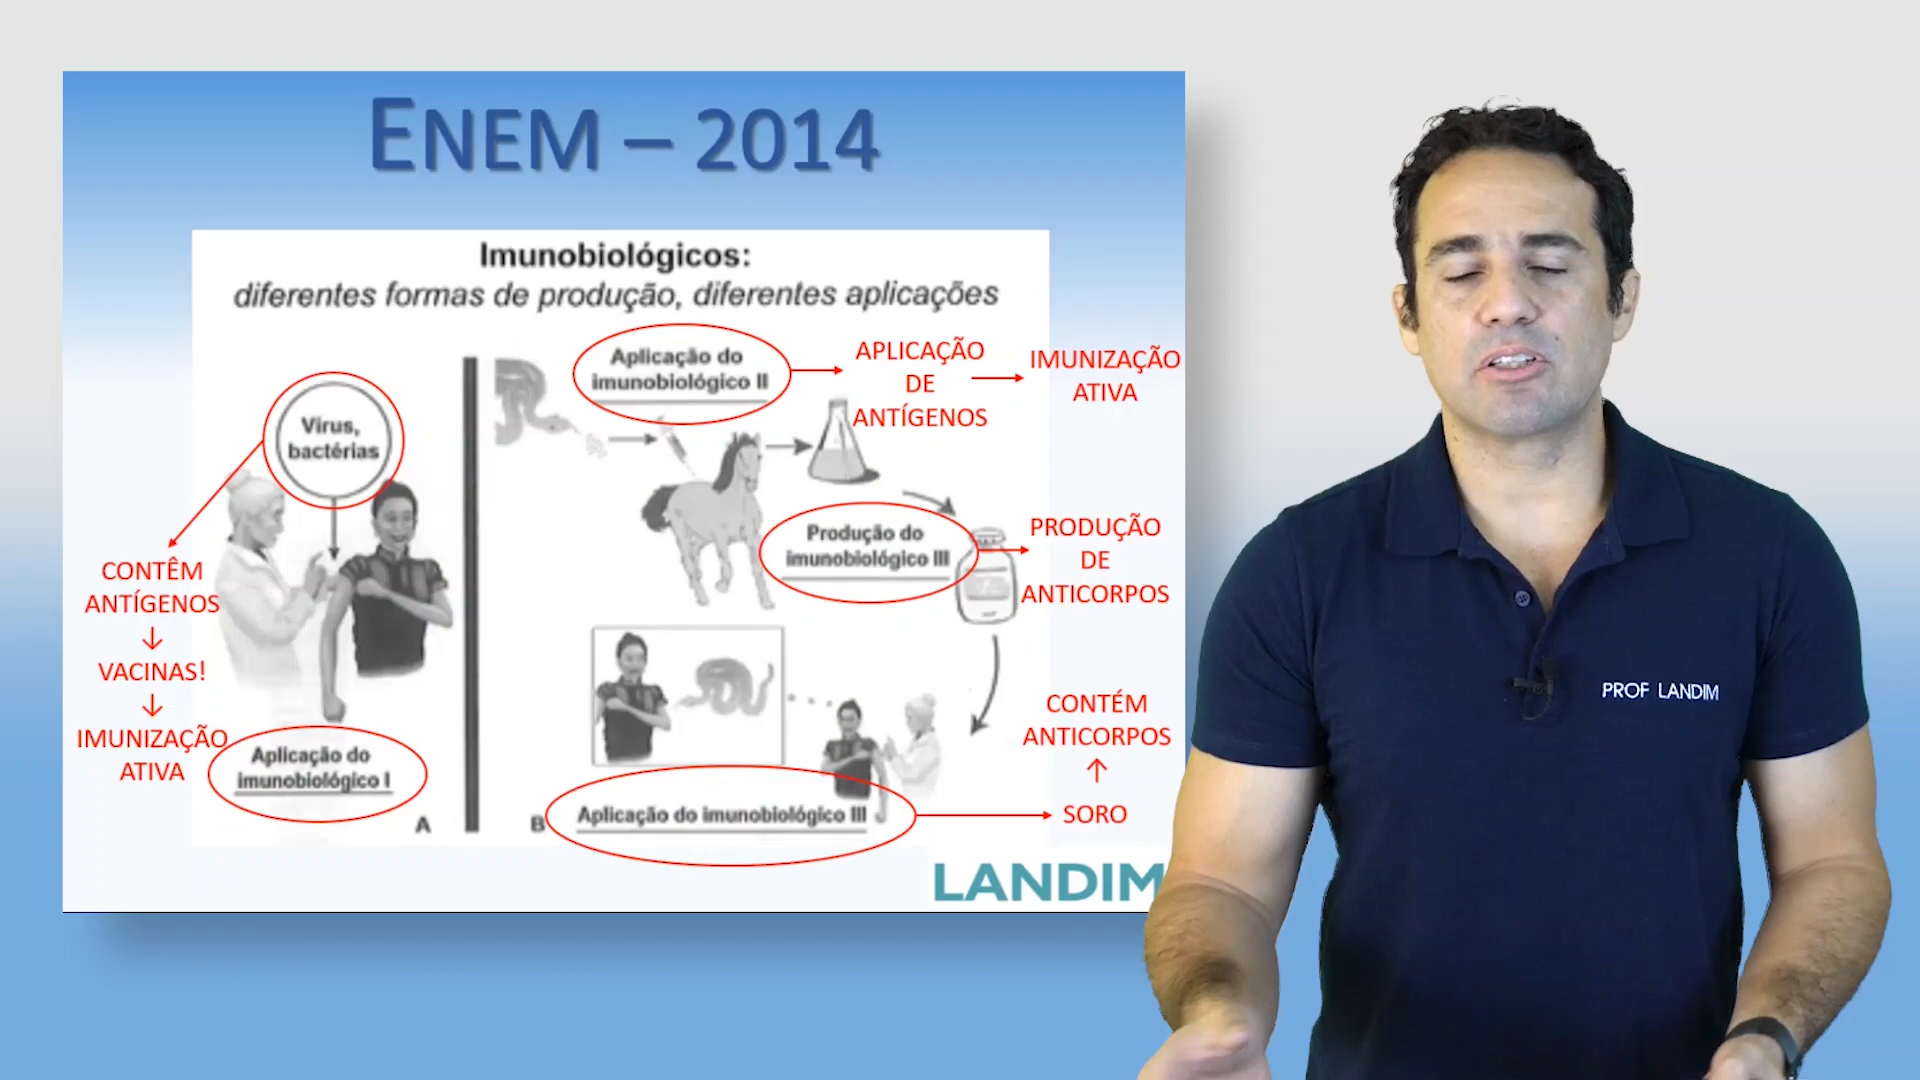 ENEM – 2014
Imunobiológicos:
diferentes formas de produção, diferentes aplicações
Vírus,
bactérias
CONTÊM
ANTÍGENOS
↓
VACINAS!
↓
IMUNIZAÇÃO
ATIVA
Aplicação do
imunobiológico I
A
Aplicação do
imunobiológico II
APLICAÇÃO
DE
ANTÍGENOS
IMUNIZAÇÃO
ATIVA
Produção do
imunobiológico III
PRODUÇÃO
DE
ANTICORPOS
CONTÉM
ANTICORPOS
↑
SORO
B
Aplicação do imunobiológico III
LANDIM
PROF LANDIM